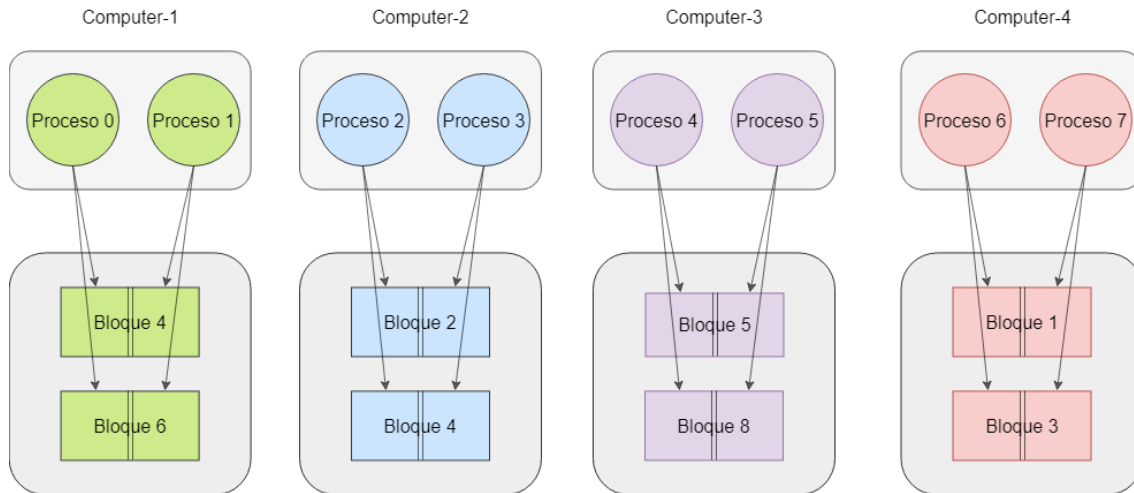 Computer-1
Computer-2
Computer-3
Computer-4
Proceso 0
Proceso 1
Proceso 2
Proceso 3
Proceso 4
Proceso 5
Proceso 6
Proceso 7
Bloque 4
Bloque 2
Bloque 5
Bloque 1
Bloque 6
Bloque 4
Bloque 8
Bloque 3